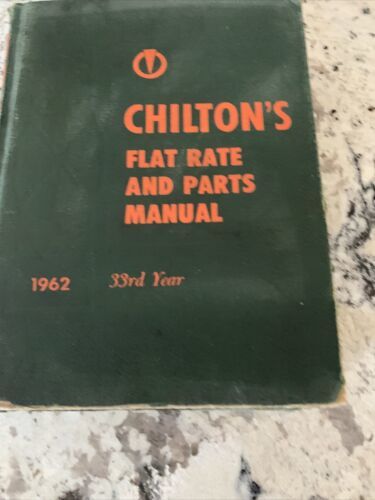 CHILTON'S
FLAT RATE
AND PARTS
MANUAL
1962 33rd Year